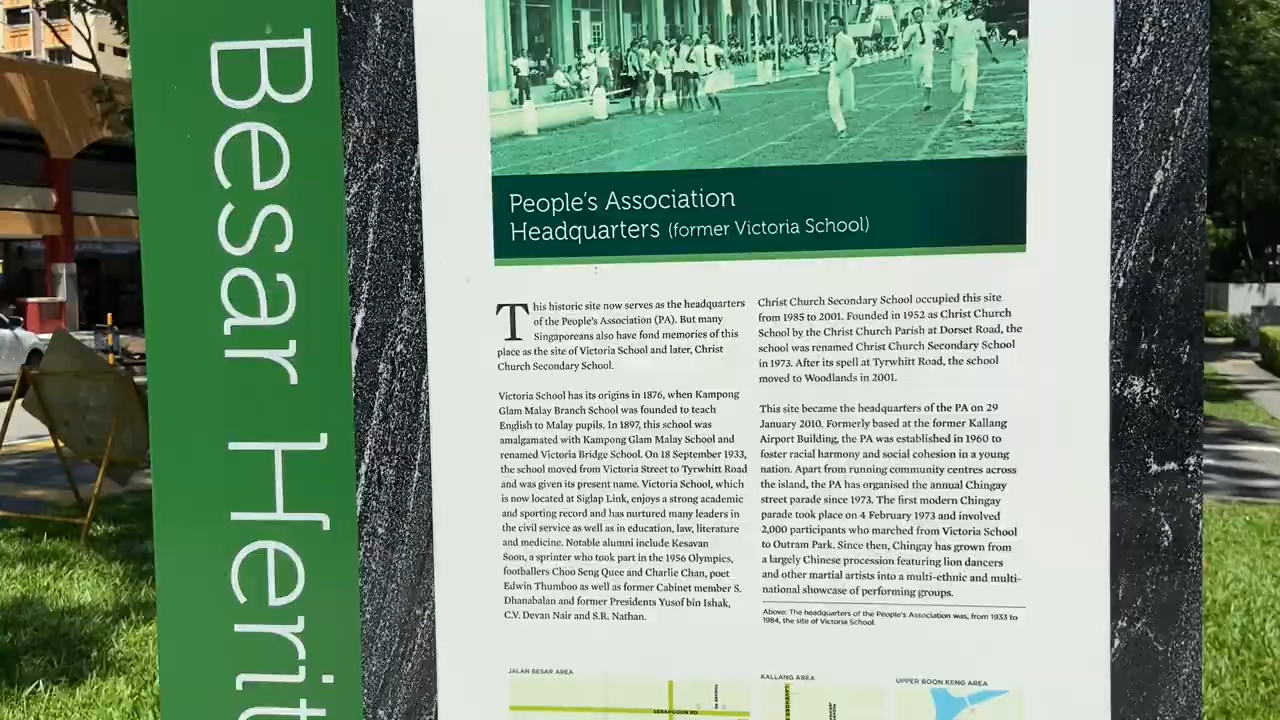 Besar Herit
People's Association
Headquarters (former Victoria School)
This historic site now serves as the headquarters
of the People's Association (PA). But many
Singaporeans also have fond memories of this
place as the site of Victoria School and later, Christ
Church Secondary School.
Victoria School has its origins in 1876, when Kampong
Glam Malay Branch School was founded to teach
English to Malay pupils. In 1897, this school was
amalgamated with Kampong Glam Malay School and
renamed Victoria Bridge School. On 18 September 1933,
the school moved from Victoria Street to Tyrwhitt Road
and was given its present name. Victoria School, which
is now located at Siglap Link, enjoys a strong academic
and sporting record and has nurtured many leaders in
the civil service as well as in education, law, literature
and medicine. Notable alumni include Kesavan
Soon, a sprinter who took part in the 1956 Olympics,
footballers Choo Seng Quee and Charlie Chan, poet
Edwin Thumboo as well as former Cabinet member S.
Dhanabalan and former Presidents Yusof bin Ishak,
C.V. Devan Nair and S.R. Nathan.
Christ Church Secondary School occupied this site
from 1985 to 2001. Founded in 1952 as Christ Church
School by the Christ Church Parish at Dorset Road, the
school was renamed Christ Church Secondary School
in 1973. After its spell at Tyrwhitt Road, the school
moved to Woodlands in 2001.
This site became the headquarters of the PA on 29
January 2010. Formerly based at the former Kallang
Airport Building, the PA was established in 1960 to
foster racial harmony and social cohesion in a young
nation. Apart from running community centres across
the island, the PA has organised the annual Chingay
street parade since 1973. The first modern Chingay
parade took place on 4 February 1973 and involved
2,000 participants who marched from Victoria School
to Outram Park. Since then, Chingay has grown from
a largely Chinese procession featuring lion dancers
and other martial artists into a multi-ethnic and multi-
national showcase of performing groups.
Above: The headquarters of the People's Association was, from 1933 to
1984, the site of Victoria School.
JALAN BESAR AREA
KALLANG AREA
UPPER BOON KENG AREA
SERANGOON RD